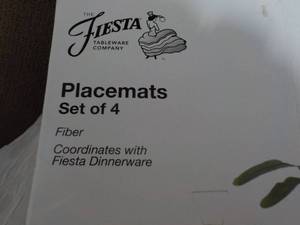 THE
FIESTA
TABLEWARE
COMPANY
Placemats
Set of 4
Fiber
Coordinates with
Fiesta Dinnerware